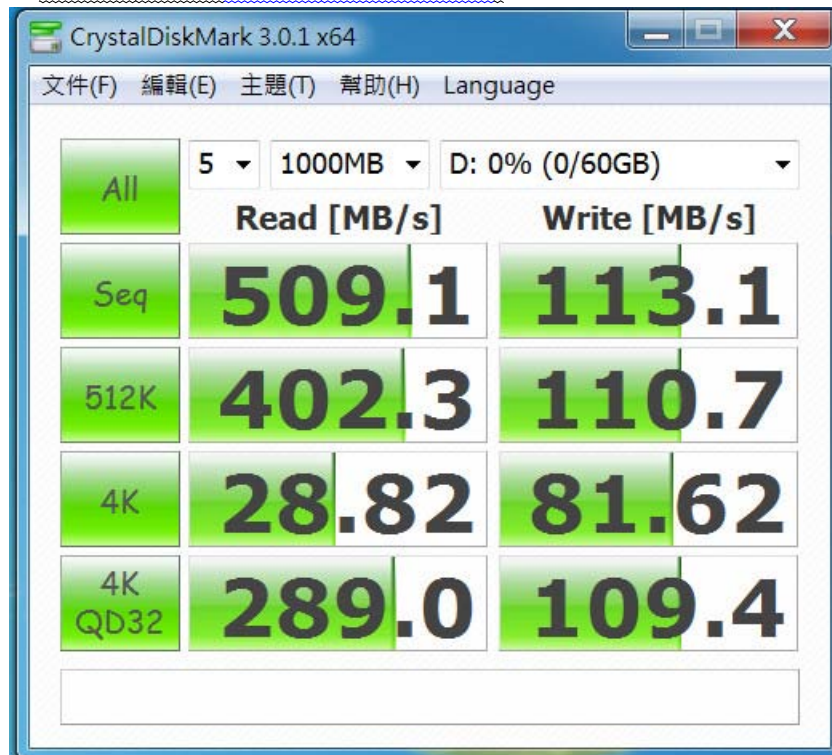 CrystalDiskMark 3.0.1 x64
文件(F) 編輯(E) 主題(T) 幫助(H) Language
All 5 1000MB D: 0% (0/60GB)
Read [MB/s] Write [MB/s]
Seq 509.1 113.1
512K 402.3 110.7
4K 28.82 81.62
4K QD32 289.0 109.4